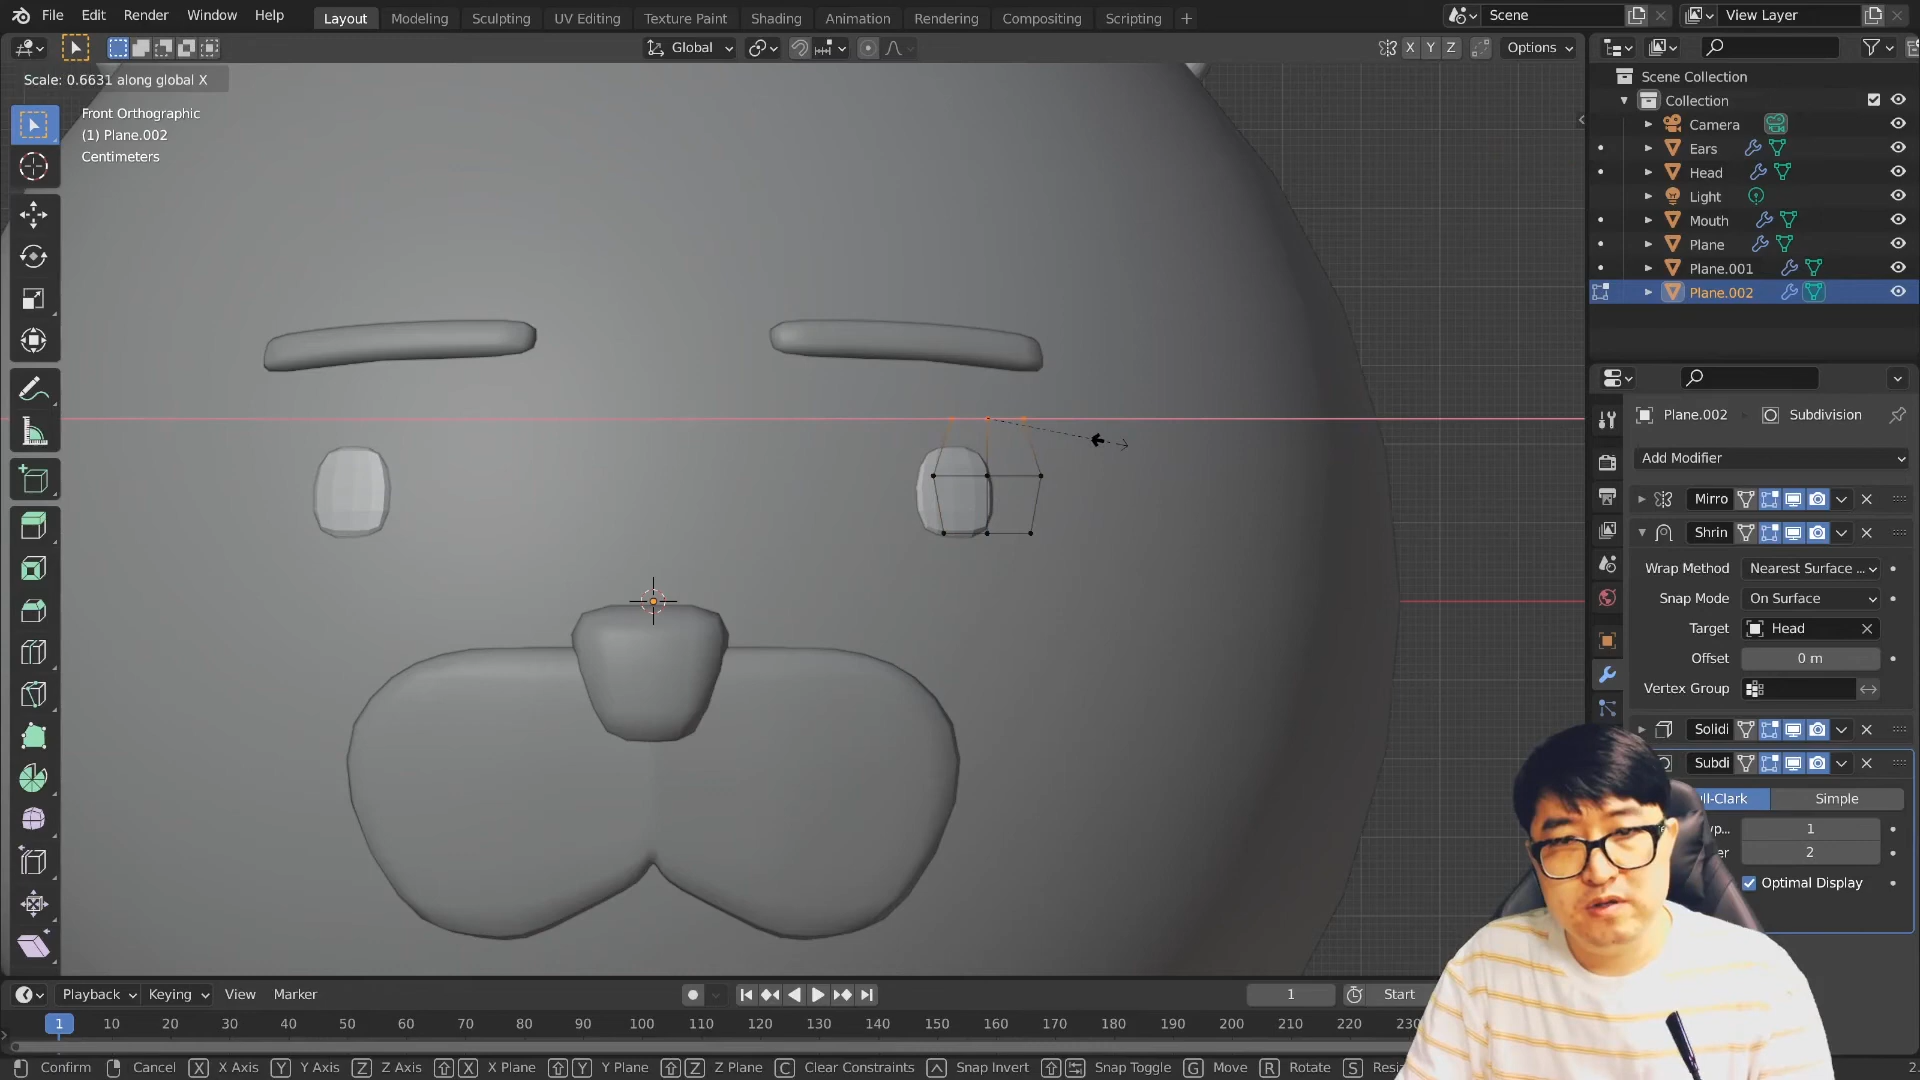 File Edit Render Window Help Layout Modeling Sculpting UV Editing Texture Paint Shading Animation Rendering Compositing Scripting + Scene View Layer
Global X Y Z Options
Scale: 0.6631 along global X
Front Orthographic
(1) Plane.002
Centimeters
Scene Collection
Collection
Camera
Ears
Head
Light
Mouth
Plane
Plane.001
Plane.002
Plane.002 Subdivision
Add Modifier
Mirro
Shrin
Wrap Method Nearest Surface ...
Snap Mode On Surface
Target Head
Offset 0 m
Vertex Group
Solidi
Subdi
ll-Clark Simple
yp... 1
er 2
Optimal Display
Playback Keying View Marker 1 Start
1 10 20 30 40 50 60 70 80 90 100 110 120 130 140 150 160 170 180 190 200 210 220 230
Confirm Cancel X X Axis Y Y Axis Z Z Axis X X Plane Y Y Plane Z Z Plane C Clear Constraints Snap Invert Snap Toggle G Move R Rotate S Resi
2.